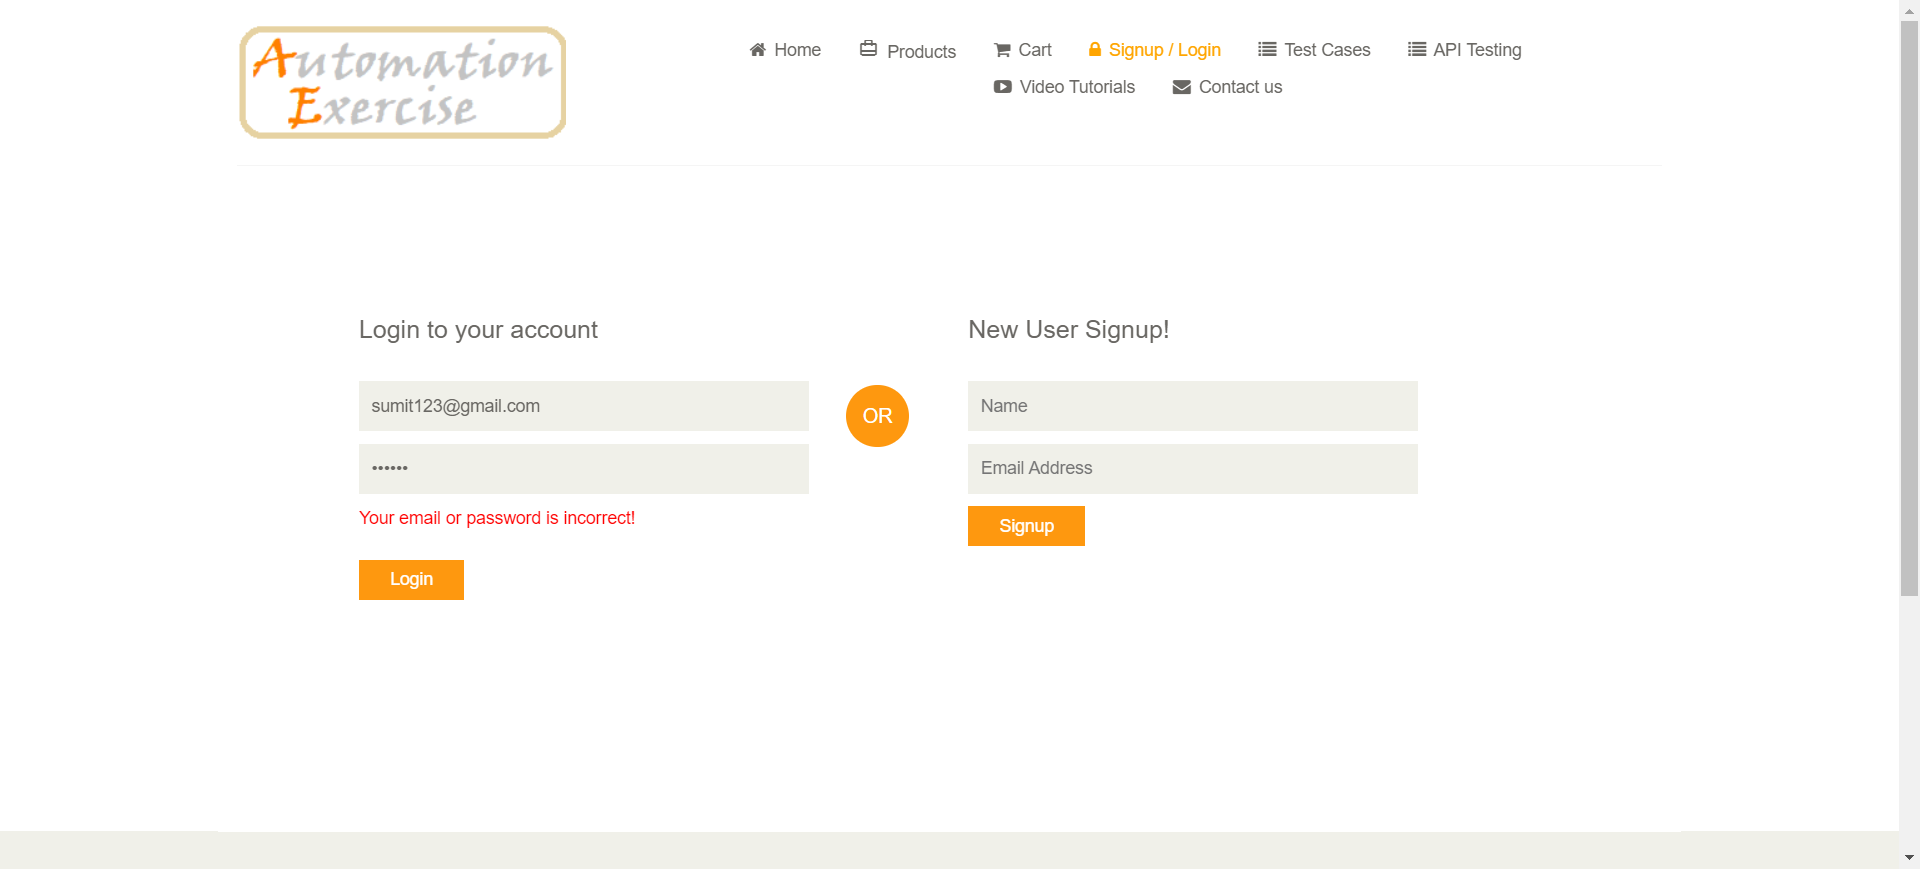 Automation
Exercise
Home
Products
Cart
Signup / Login
Test Cases
API Testing
Video Tutorials
Contact us
Login to your account
sumit123@gmail.com
••••••
Your email or password is incorrect!
Login
OR
New User Signup!
Name
Email Address
Signup